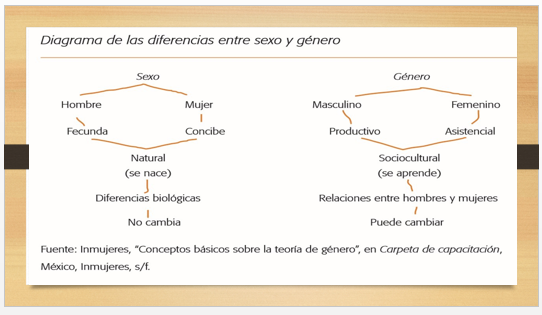 Diagrama de las diferencias entre sexo y género
Sexo
Género
Hombre
Mujer
Masculino
Femenino
Fecunda
Concibe
Productivo
Asistencial
Natural
(se nace)
Sociocultural
(se aprende)
Diferencias biológicas
Relaciones entre hombres y mujeres
No cambia
Puede cambiar
Fuente: Inmujeres, “Conceptos básicos sobre la teoría de género”, en Carpeta de capacitación,
México, Inmujeres, s/f.